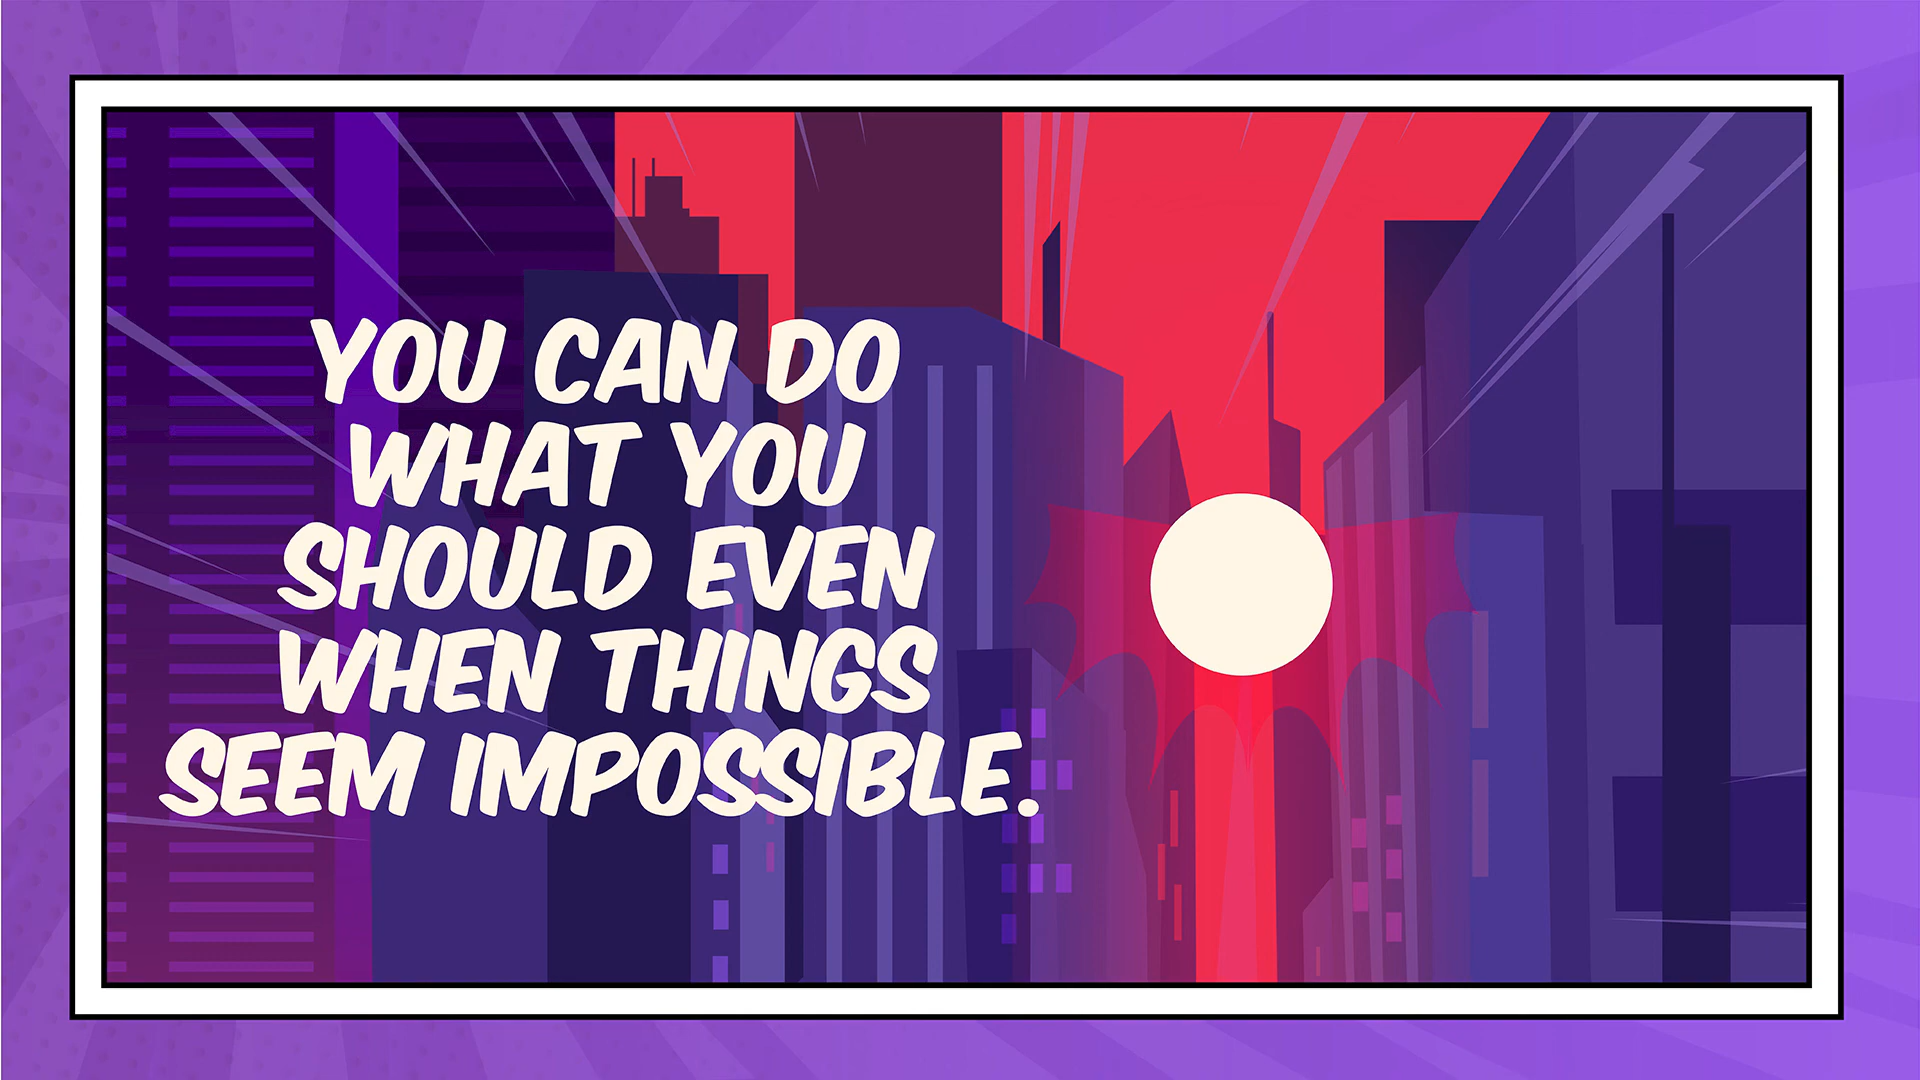 YOU CAN DO
WHAT YOU
SHOULD EVEN
WHEN THINGS
SEEM IMPOSSIBLE.